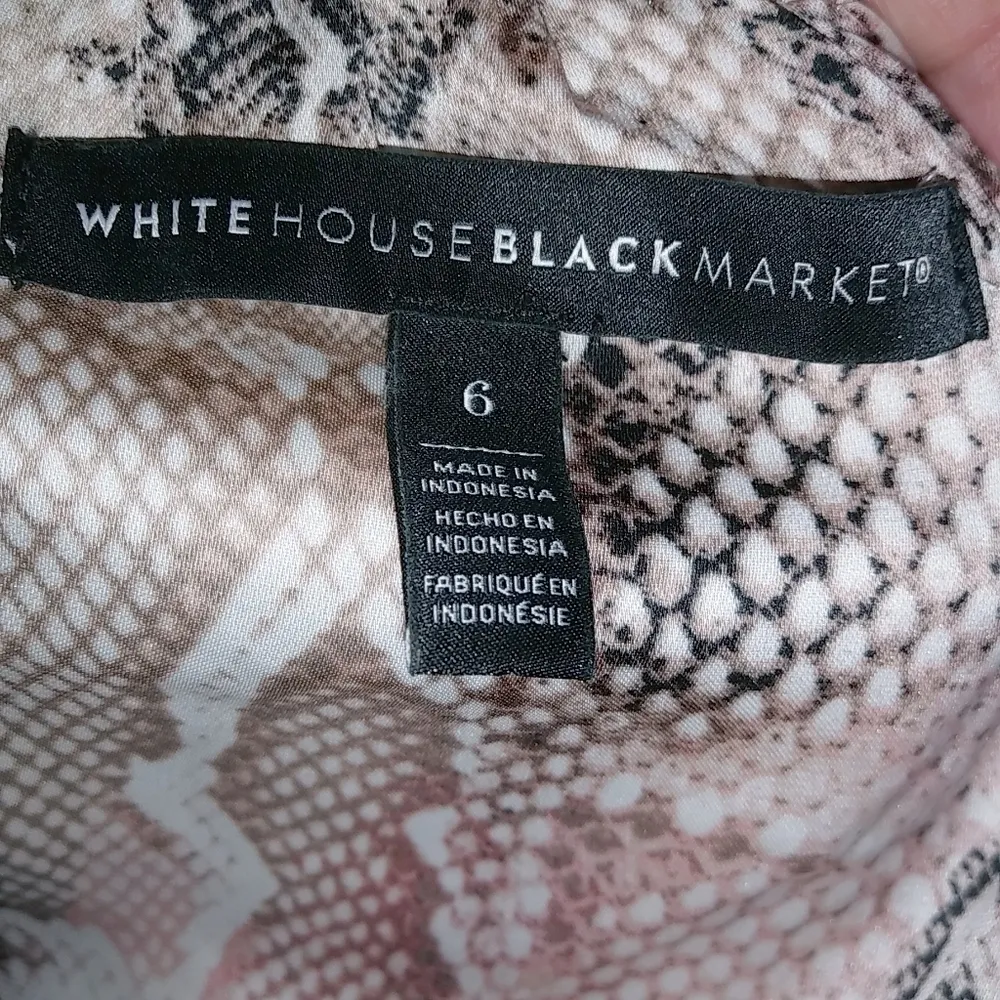 WHITE HOUSE BLACK MARKET®
6
MADE IN
INDONESIA
HECHO EN
INDONESIA
FABRIQUÉ EN
INDONÉSIE